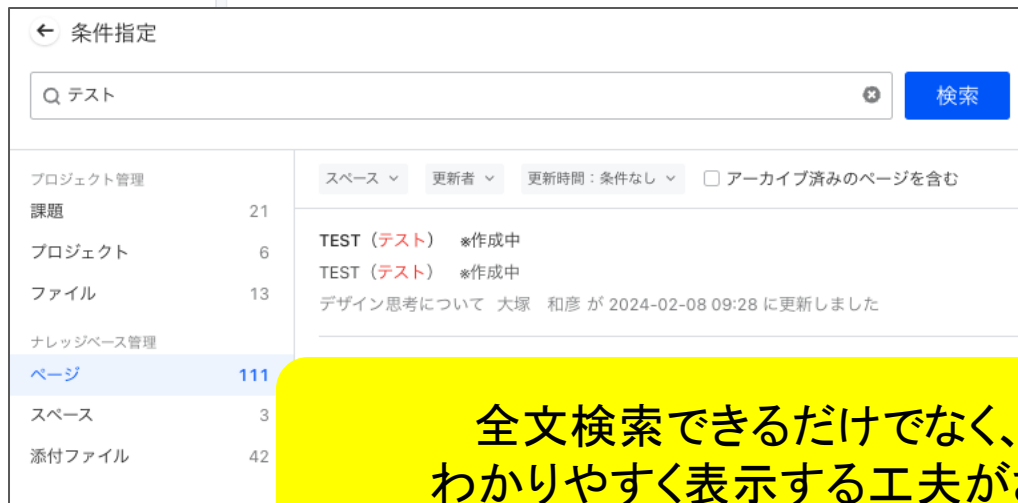 条件指定
テスト
検索
プロジェクト管理
課題 21
プロジェクト 6
ファイル 13
ナレッジベース管理
ページ 111
スペース 3
添付ファイル 42
スペース 更新者 更新時間：条件なし アーカイブ済みのページを含む
TEST（テスト） ※作成中
TEST（テスト） ※作成中
デザイン思考について 大塚 和彦 が 2024-02-08 09:28 に更新しました
全文検索できるだけでなく、
わかりやすく表示する工夫が